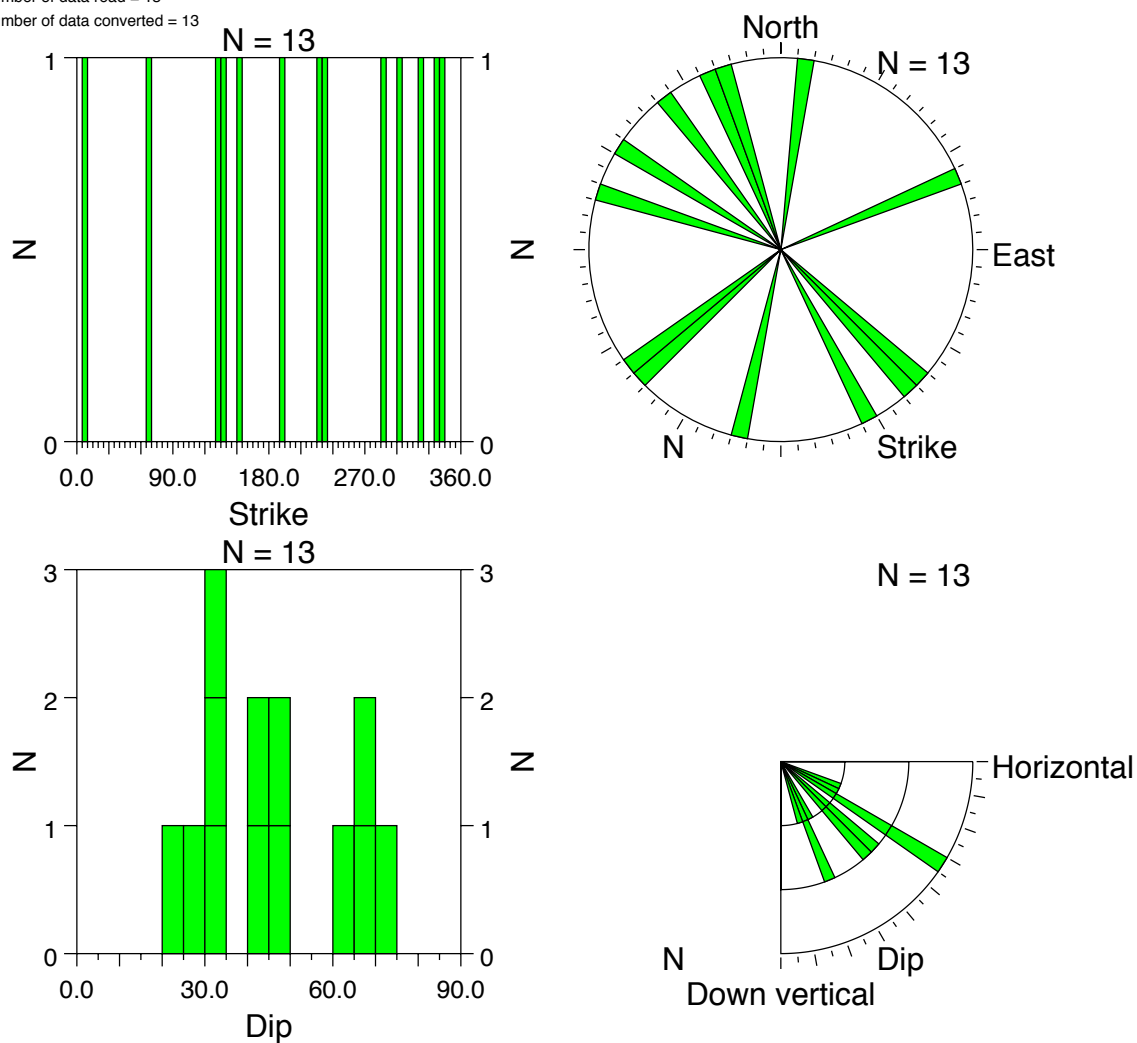 mber of data converted = 13
N = 13
1
1
N
N
0
0
0.0 90.0 180.0 270.0 360.0
Strike
North
N = 13
East
N
Strike
N = 13
3
3
2
2
N
N
1
1
0
0
0.0 30.0 60.0 90.0
Dip
N = 13
Horizontal
N
Dip
Down vertical